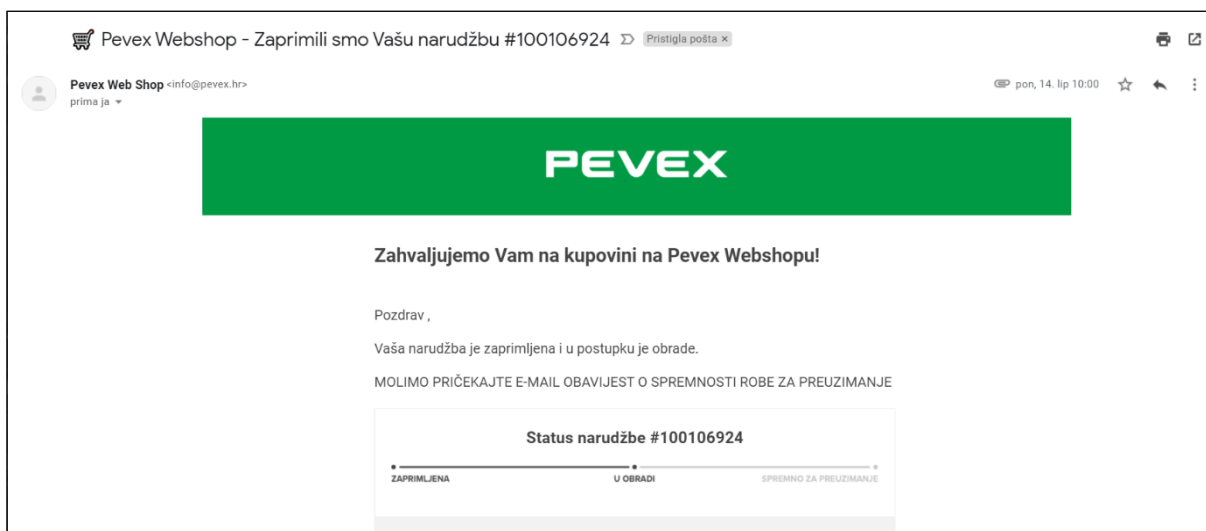 Pevex Webshop - Zaprimili smo Vašu narudžbu #100106924 Pristigla pošta ×
Pevex Web Shop <info@pevex.hr> pon, 14. lip 10:00
prima ja
PEVEX
Zahvaljujemo Vam na kupovini na Pevex Webshopu!
Pozdrav ,
Vaša narudžba je zaprimljena i u postupku je obrade.
MOLIMO PRIČEKAJTE E-MAIL OBAVIJEST O SPREMNOSTI ROBE ZA PREUZIMANJE
Status narudžbe #100106924
ZAPRIMLJENA U OBRADI SPREMNO ZA PREUZIMANJE